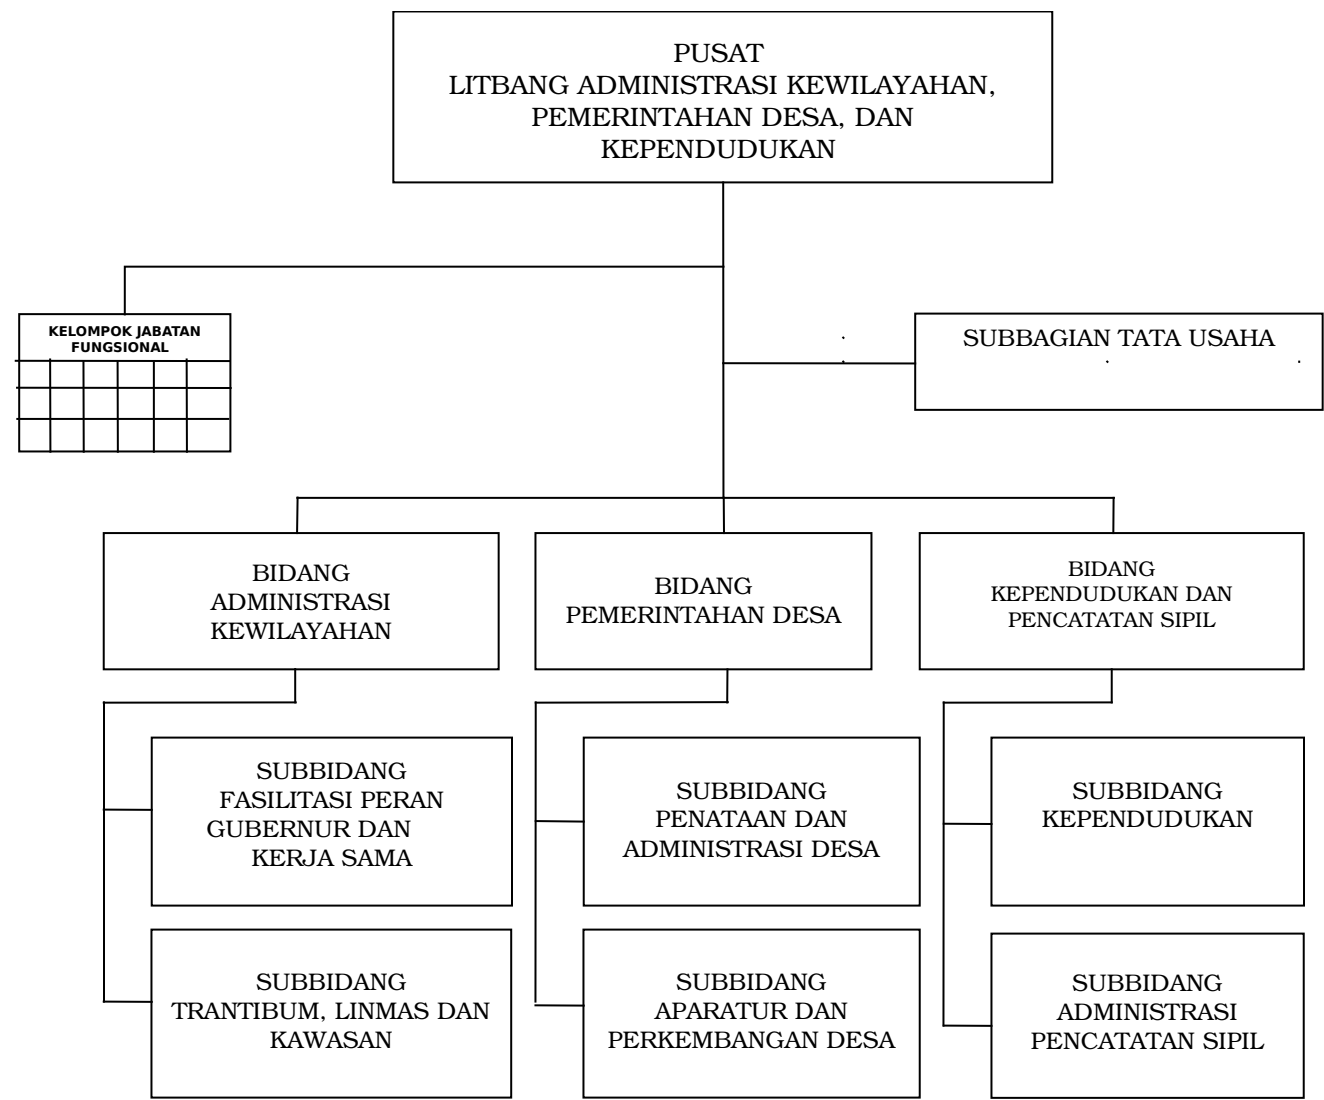 PUSAT
LITBANG ADMINISTRASI KEWILAYAHAN,
PEMERINTAHAN DESA, DAN
KEPENDUDUKAN
KELOMPOK JABATAN
FUNGSIONAL
SUBBAGIAN TATA USAHA
BIDANG
ADMINISTRASI
KEWILAYAHAN
BIDANG
PEMERINTAHAN DESA
BIDANG
KEPENDUDUKAN DAN
PENCATATAN SIPIL
SUBBIDANG
FASILITASI PERAN
GUBERNUR DAN
KERJA SAMA
SUBBIDANG
PENATAAN DAN
ADMINISTRASI DESA
SUBBIDANG
KEPENDUDUKAN
SUBBIDANG
TRANTIBUM, LINMAS DAN
KAWASAN
SUBBIDANG
APARATUR DAN
PERKEMBANGAN DESA
SUBBIDANG
ADMINISTRASI
PENCATATAN SIPIL